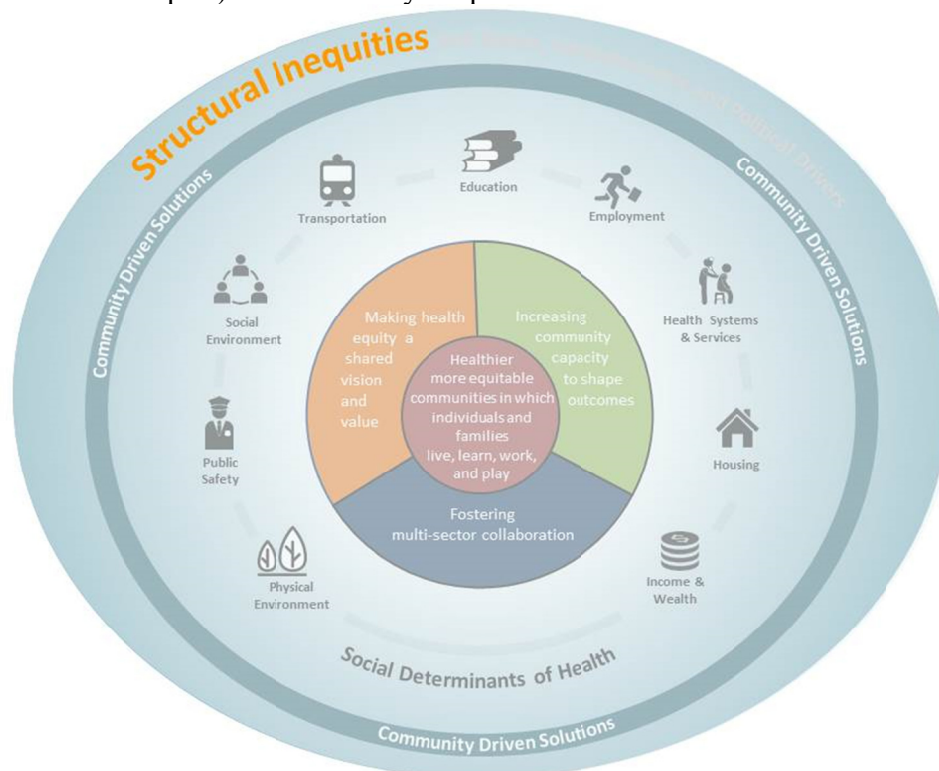 Structural Inequities
Political Drivers
Community Driven Solutions
Community Driven Solutions
Education
Transportation
Employment
Social
Environment
Health Systems
& Services
Making health
equity a
shared
vision
and
value
Increasing
community
capacity
to shape
outcomes
Healthier
more equitable
communities in which
individuals and
families
live, learn, work,
and play
Public
Safety
Housing
Fostering
multi-sector collaboration
Physical
Environment
Income &
Wealth
Social Determinants of Health
Community Driven Solutions